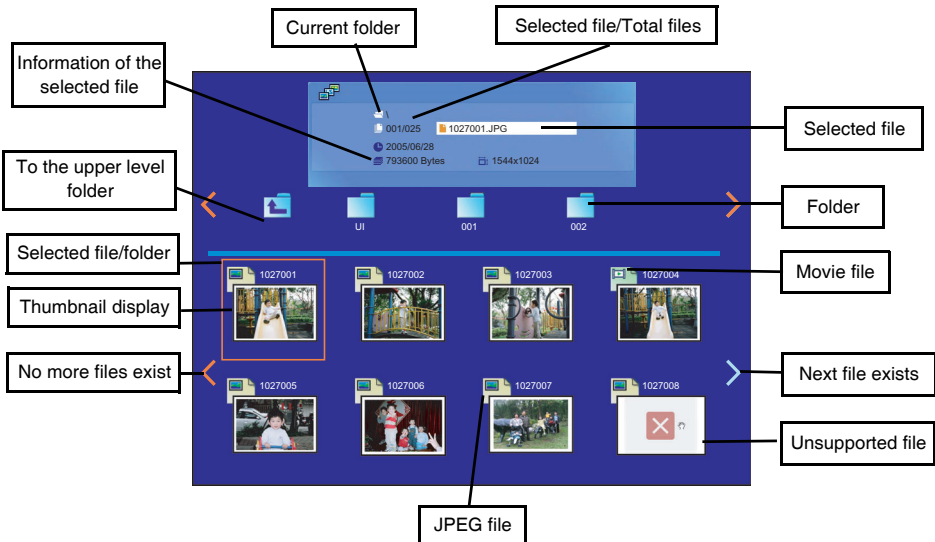 Current folder
Selected file/Total files
Information of the
selected file
\
001/025
1027001.JPG
Selected file
2005/06/28
793600 Bytes
1544x1024
To the upper level
folder
UI
001
002
Folder
Selected file/folder
1027001
1027002
1027003
1027004
Movie file
Thumbnail display
No more files exist
Next file exists
1027005
1027006
1027007
1027008
Unsupported file
JPEG file